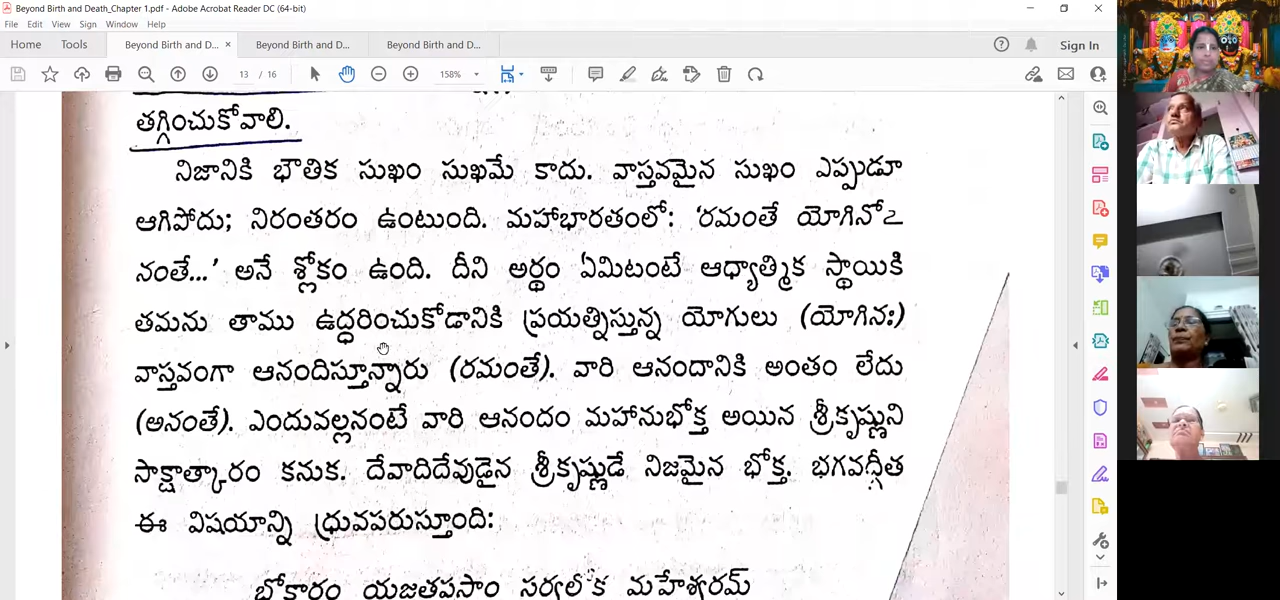 Beyond Birth and Death_Chapter 1.pdf - Adobe Acrobat Reader DC (64-bit)
File Edit View Sign Window Help
Home Tools Beyond Birth and D... × Beyond Birth and D... Beyond Birth and D... Sign In
13 / 16 158%
తగ్గించుకోవాలి.
నిజానికి భౌతిక సుఖం సుఖమే కాదు. వాస్తవమైన సుఖం ఎప్పుడూ
ఆగిపోదు; నిరంతరం ఉంటుంది. మహాభారతంలో: ‘రమంతే యోగినోఽ
నంతే...’ అనే శ్లోకం ఉంది. దీని అర్థం ఏమిటంటే ఆధ్యాత్మిక స్థాయికి
తమను తాము ఉద్ధరించుకోడానికి ప్రయత్నిస్తున్న యోగులు (యోగినః)
వాస్తవంగా ఆనందిస్తూన్నారు (రమంతే). వారి ఆనందానికి అంతం లేదు
(అనంతే). ఎందువల్లనంటే వారి ఆనందం మహానుభోక్త అయిన శ్రీకృష్ణుని
సాక్షాత్కారం కనుక. దేవాదిదేవుడైన శ్రీకృష్ణుడే నిజమైన భోక్త. భగవద్గీత
ఈ విషయాన్ని ధ్రువపరుస్తూంది:
మహేశ్వరమ్